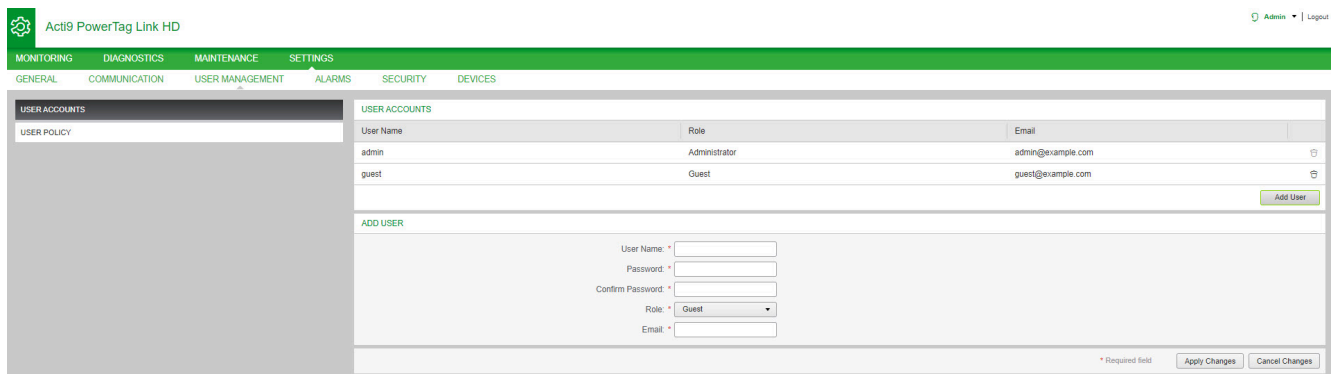 Acti9 PowerTag Link HD
Admin | Logout
MONITORING DIAGNOSTICS MAINTENANCE SETTINGS
GENERAL COMMUNICATION USER MANAGEMENT ALARMS SECURITY DEVICES
USER ACCOUNTS
USER POLICY
USER ACCOUNTS
User Name Role Email
admin Administrator admin@example.com
guest Guest guest@example.com
Add User
ADD USER
User Name: *
Password: *
Confirm Password: *
Role: * Guest
Email: *
* Required field Apply Changes Cancel Changes